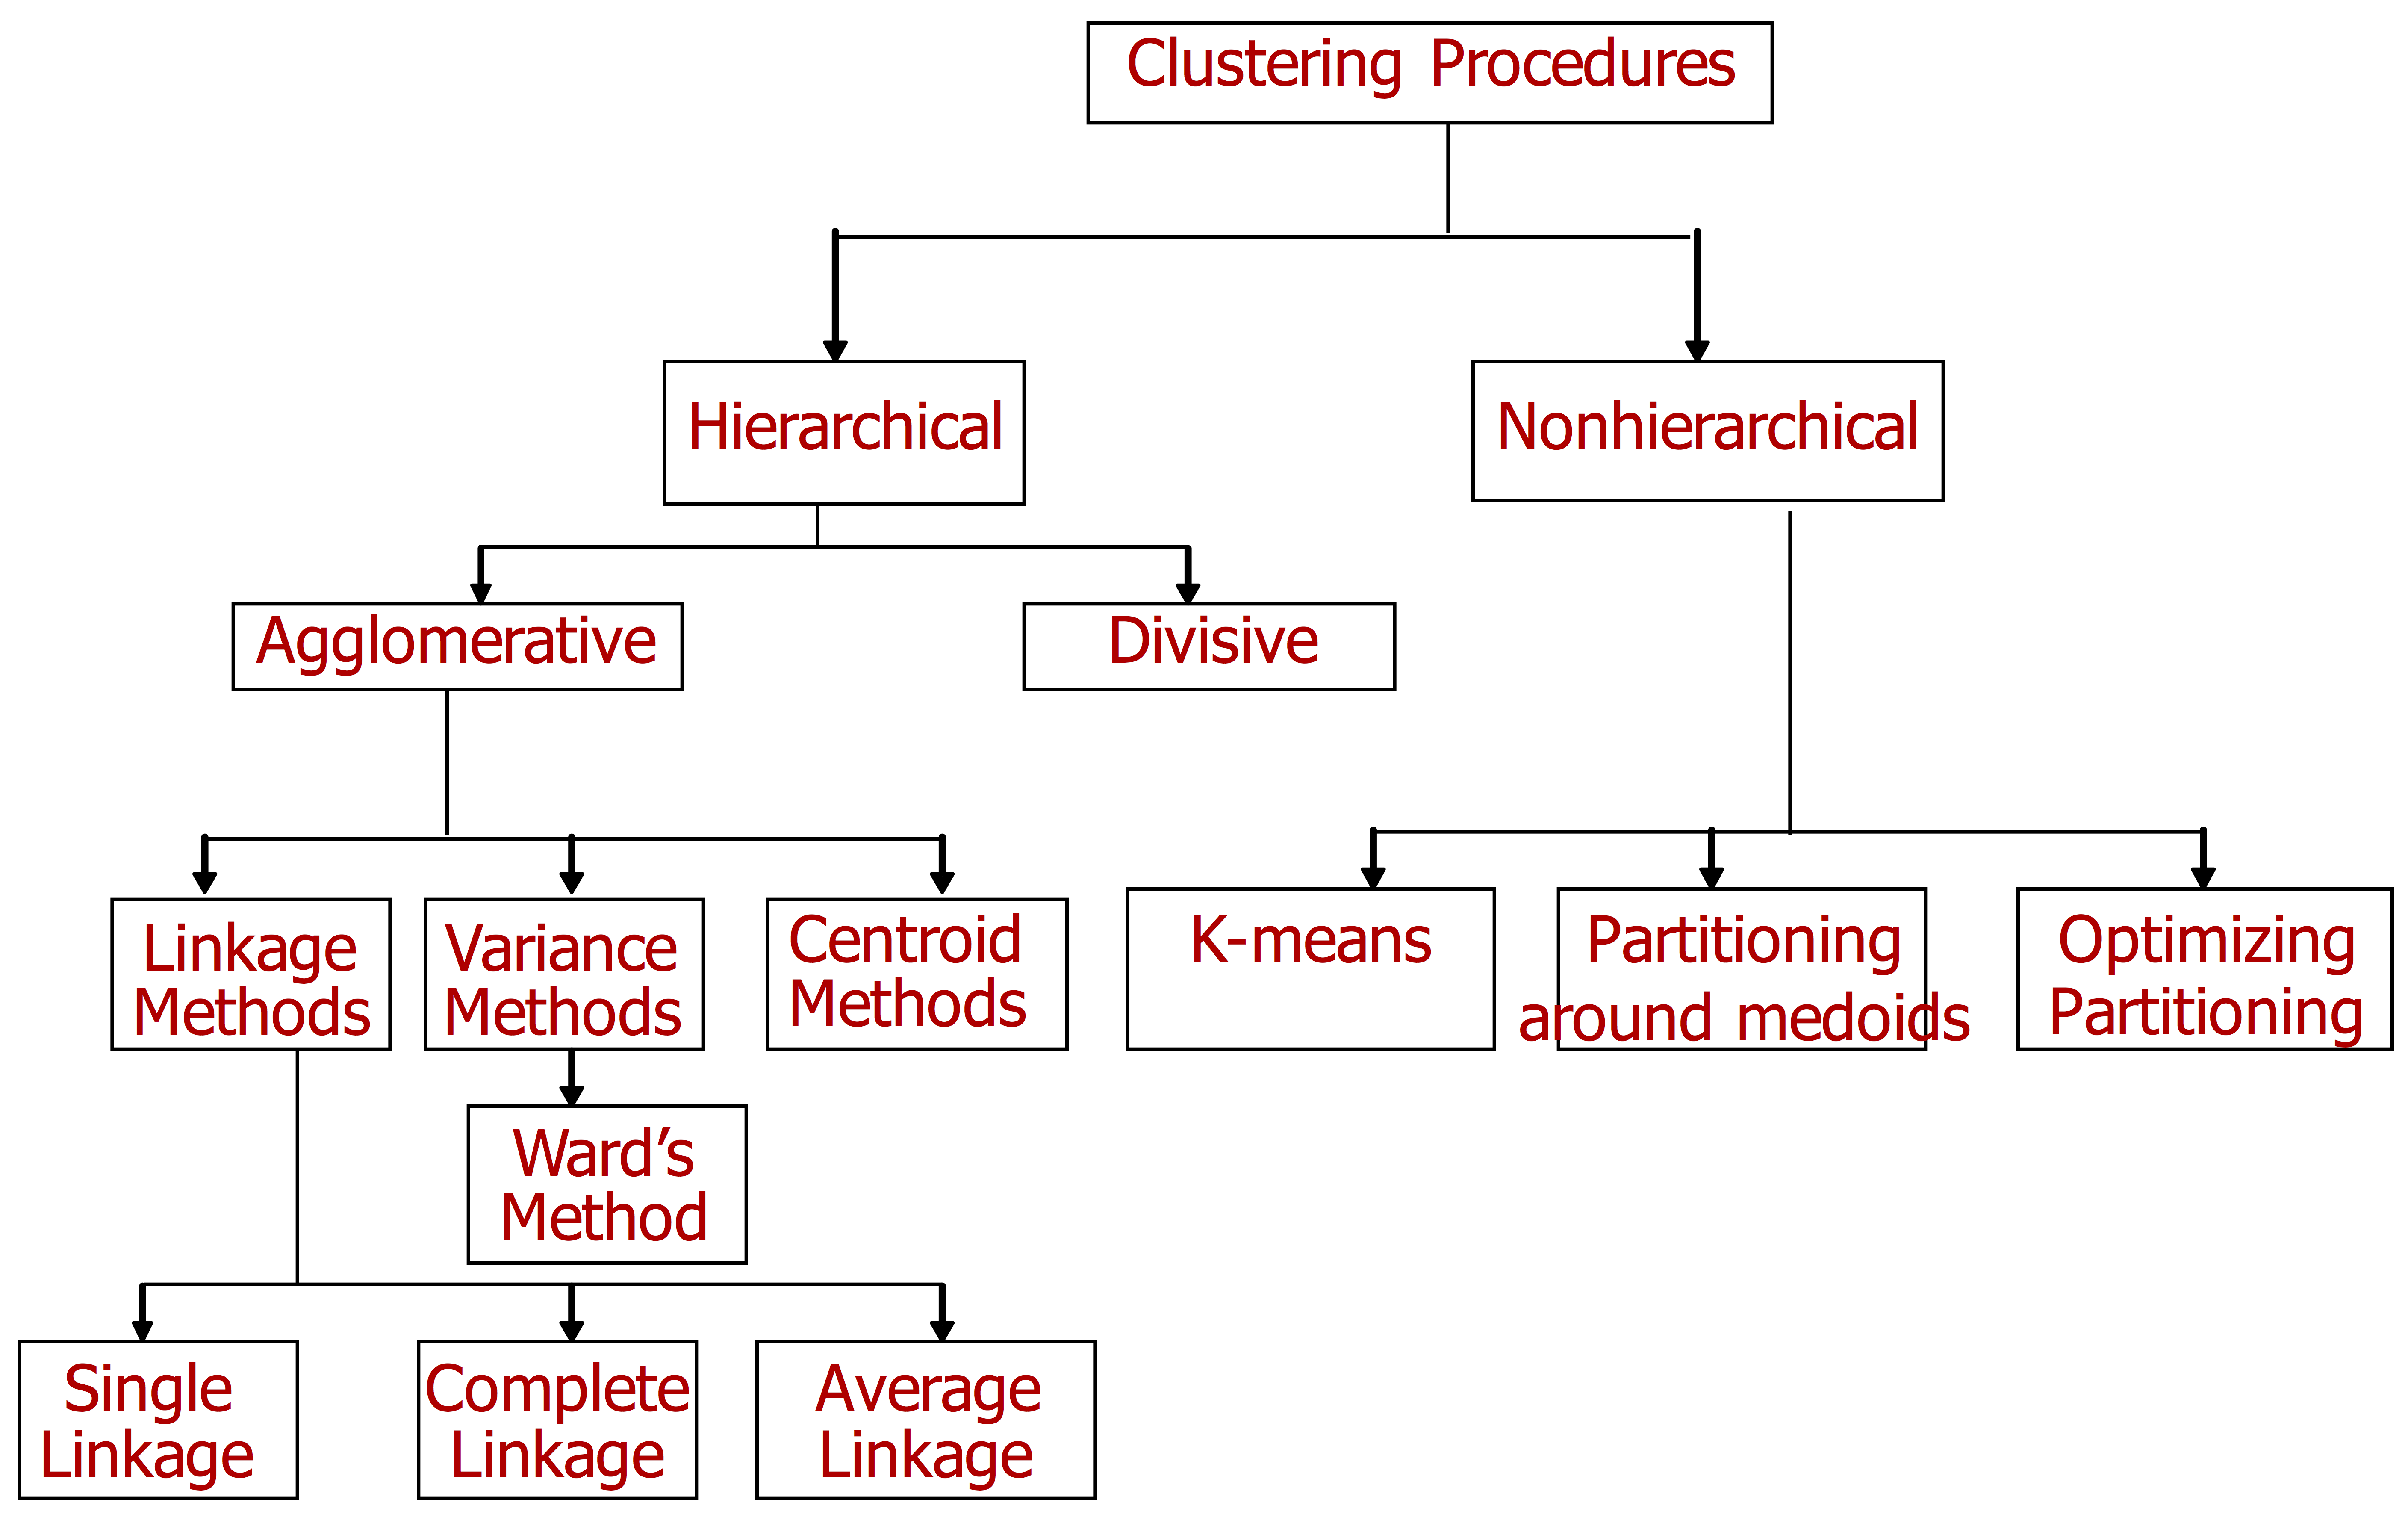 Clustering Procedures
Hierarchical
Nonhierarchical
Agglomerative
Divisive
Linkage
Methods
Variance
Methods
Centroid
Methods
K-means
Partitioning
around medoids
Optimizing
Partitioning
Ward’s
Method
Single
Linkage
Complete
Linkage
Average
Linkage